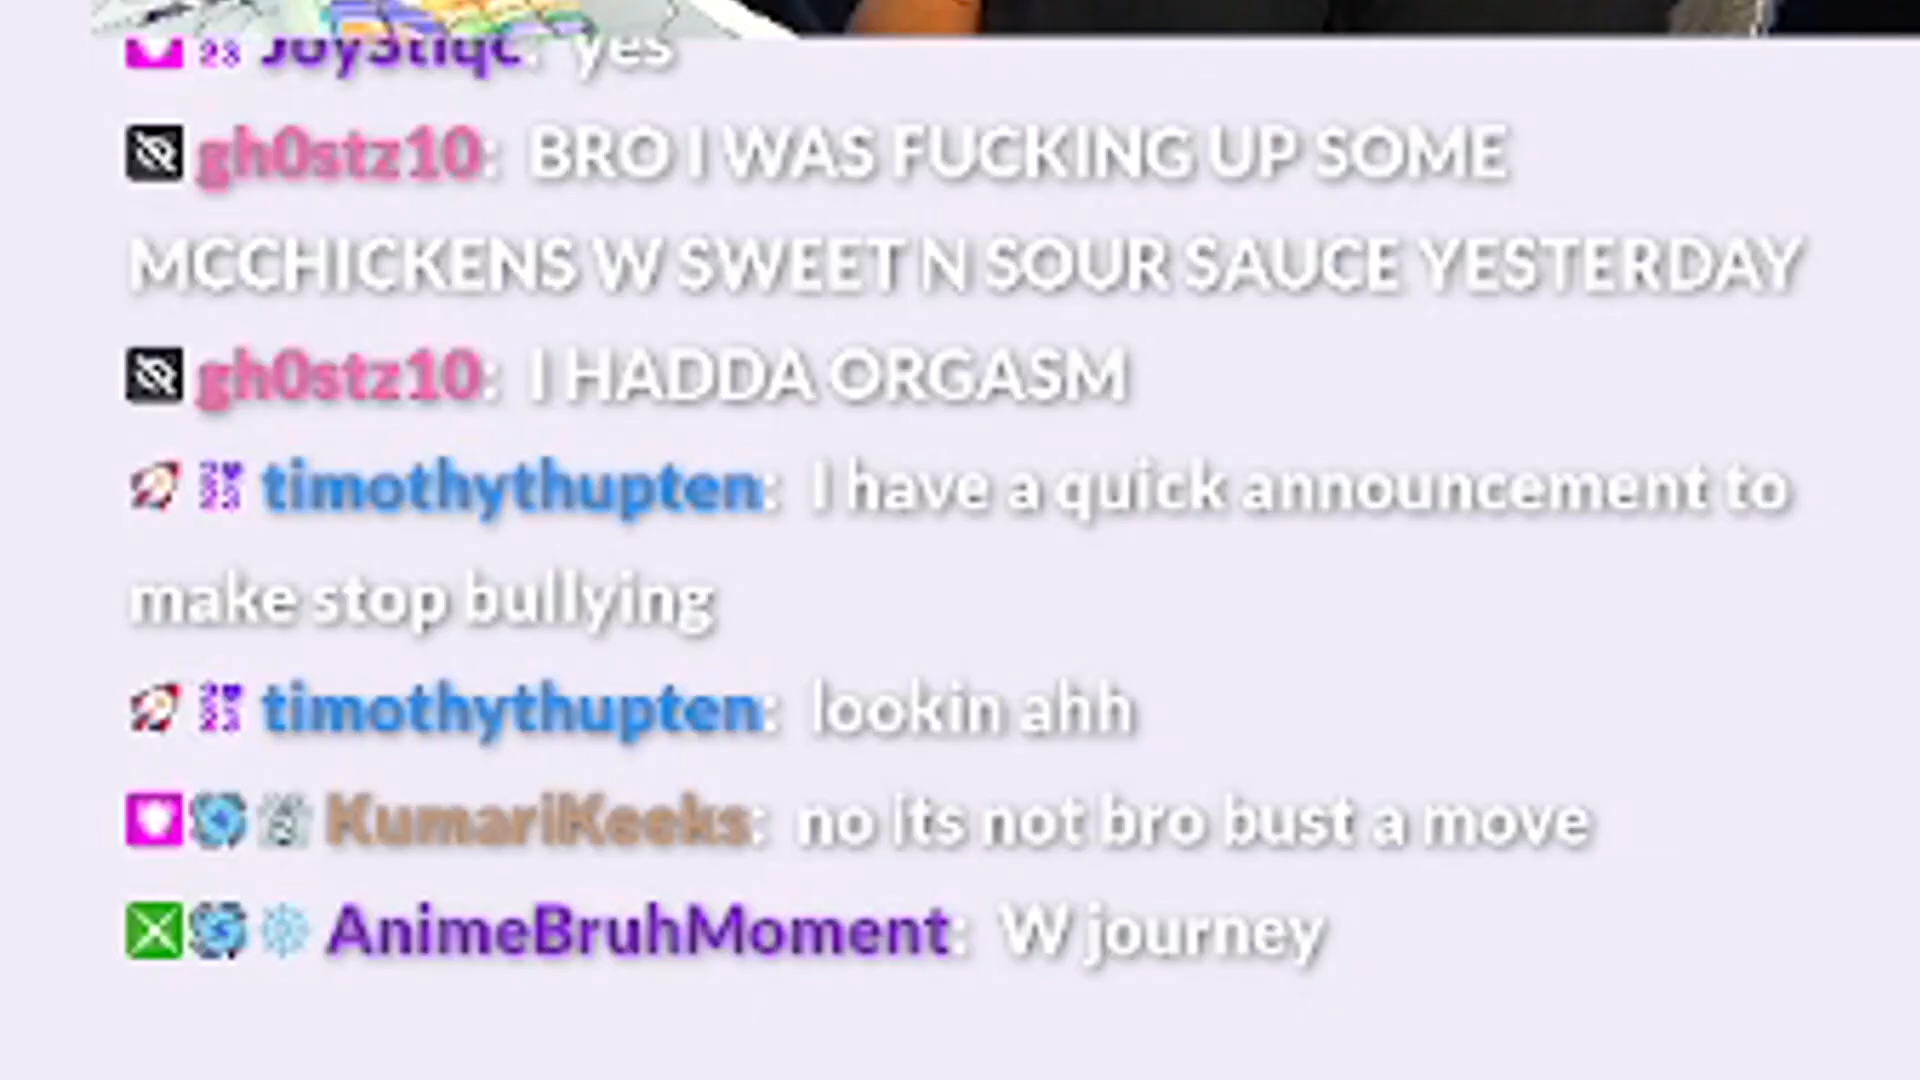 Joy3tiqc: yes
gh0stz10: BRO I WAS FUCKING UP SOME
MCCHICKENS W SWEET N SOUR SAUCE YESTERDAY
gh0stz10: I HADDA ORGASM
timothythupten: I have a quick announcement to
make stop bullying
timothythupten: lookin ahh
KumariKeeks: no its not bro bust a move
AnimeBruhMoment: W journey